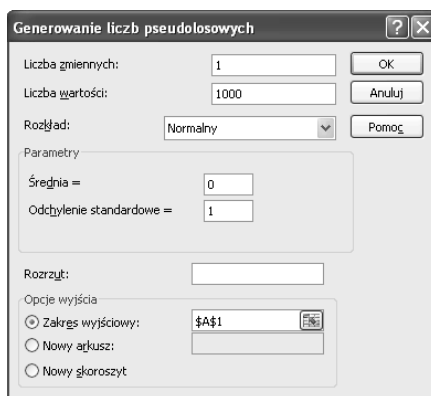 Generowanie liczb pseudolosowych
Liczba zmiennych: 1 OK
Liczba wartości: 1000 Anuluj
Rozkład: Normalny Pomoc
Parametry
Średnia = 0
Odchylenie standardowe = 1
Rozrzut:
Opcje wyjścia
Zakres wyjściowy: $A$1
Nowy arkusz:
Nowy skoroszyt